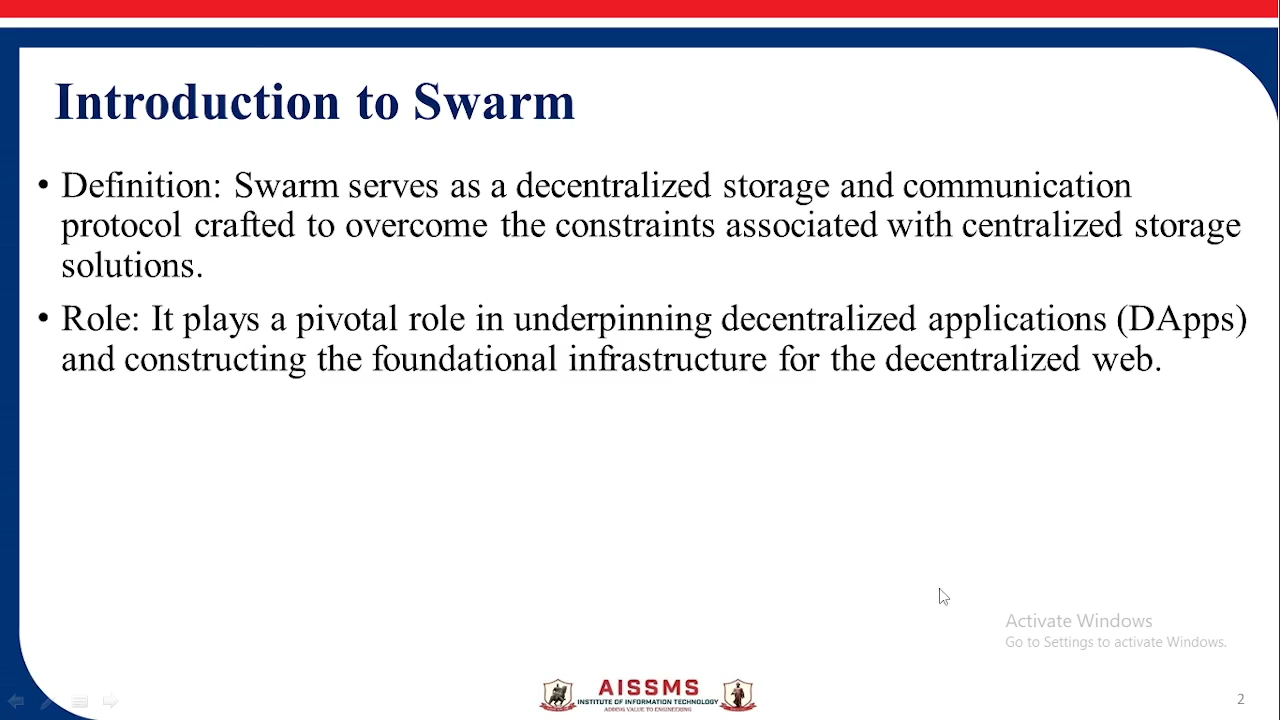 Introduction to Swarm
• Definition: Swarm serves as a decentralized storage and communication
protocol crafted to overcome the constraints associated with centralized storage
solutions.
• Role: It plays a pivotal role in underpinning decentralized applications (DApps)
and constructing the foundational infrastructure for the decentralized web.
Activate Windows
Go to Settings to activate Windows.
AISSMS
INSTITUTE OF INFORMATION TECHNOLOGY
ADDING VALUE TO ENGINEERING
2